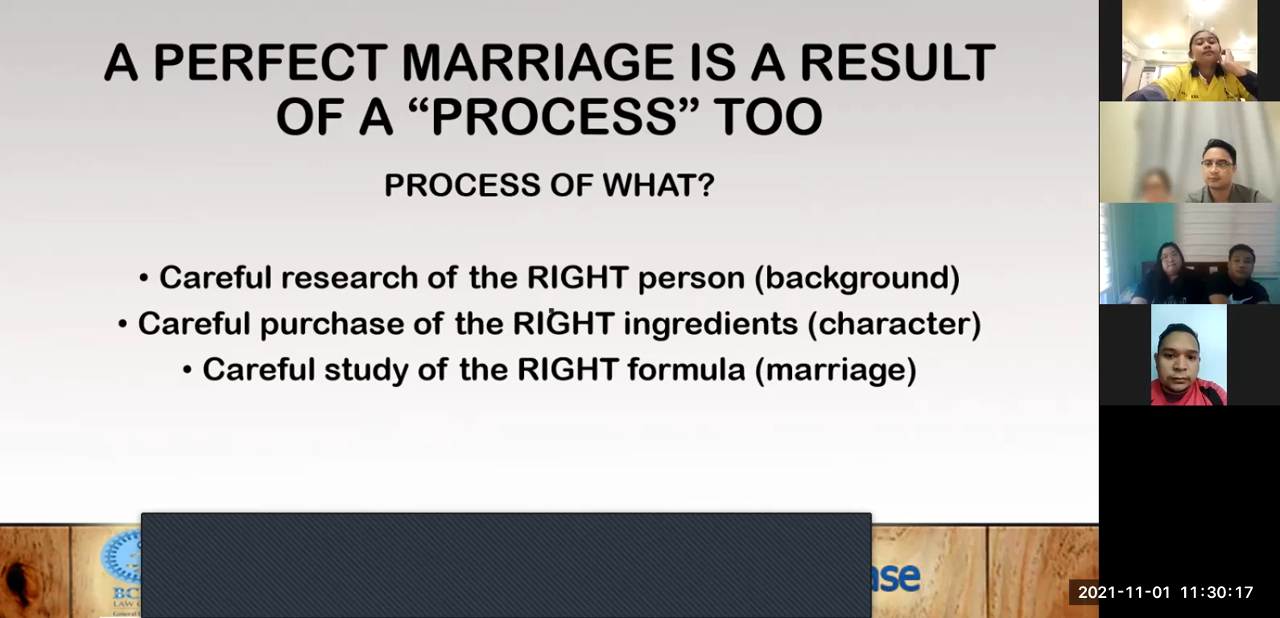 A PERFECT MARRIAGE IS A RESULT
OF A “PROCESS” TOO
PROCESS OF WHAT?
• Careful research of the RIGHT person (background)
• Careful purchase of the RIGHT ingredients (character)
• Careful study of the RIGHT formula (marriage)
LAW
2021-11-01 11:30:17